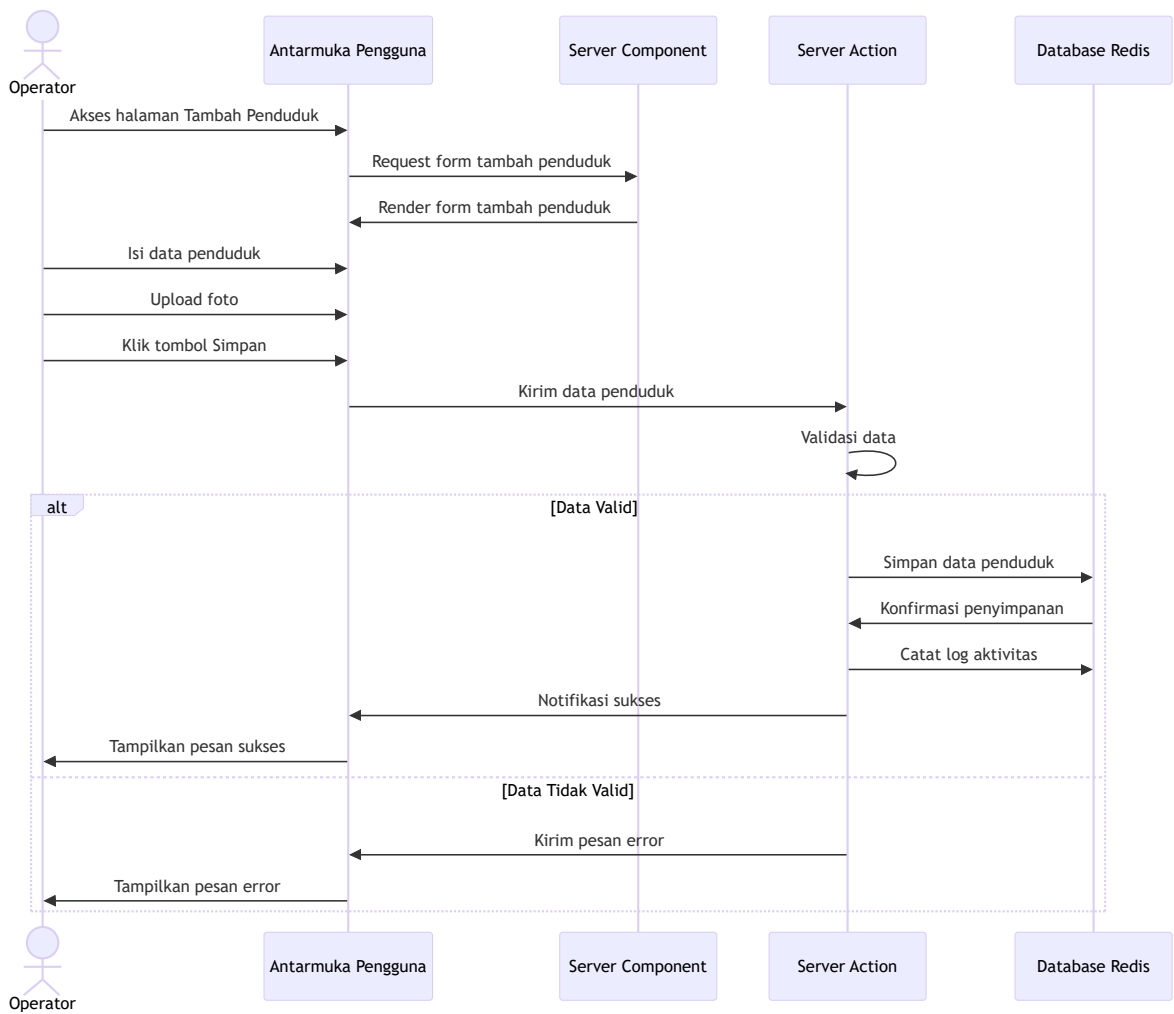 Antarmuka Pengguna
Server Component
Server Action
Database Redis
Operator
Akses halaman Tambah Penduduk
Request form tambah penduduk
Render form tambah penduduk
Isi data penduduk
Upload foto
Klik tombol Simpan
Kirim data penduduk
Validasi data
alt
[Data Valid]
Simpan data penduduk
Konfirmasi penyimpanan
Catat log aktivitas
Notifikasi sukses
Tampilkan pesan sukses
[Data Tidak Valid]
Kirim pesan error
Tampilkan pesan error
Antarmuka Pengguna
Server Component
Server Action
Database Redis
Operator